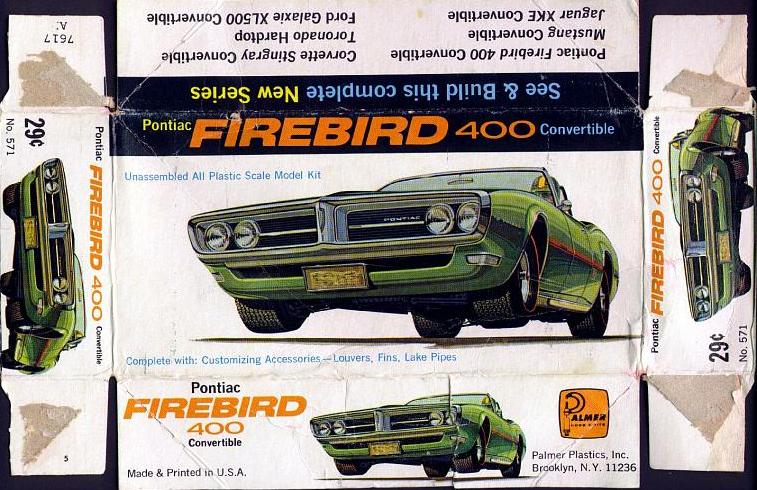 Pontiac Firebird 400 Convertible
Mustang Convertible
Jaguar XKE Convertible
Corvette Stingray Convertible
Toronado Hardtop
Ford Galaxie XL500 Convertible
See & Build this complete New Series
7617
A
Pontiac FIREBIRD 400 Convertible
Unassembled All Plastic Scale Model Kit
PONTIAC
Complete with: Customizing Accessories—Louvers, Fins, Lake Pipes
29¢
No. 571
Pontiac FIREBIRD 400 Convertible
Pontiac FIREBIRD 400 Convertible
29¢
No. 571
Pontiac
FIREBIRD
400
Convertible
Made & Printed in U.S.A.
PALMER
Palmer Plastics, Inc.
Brooklyn, N.Y. 11236
5